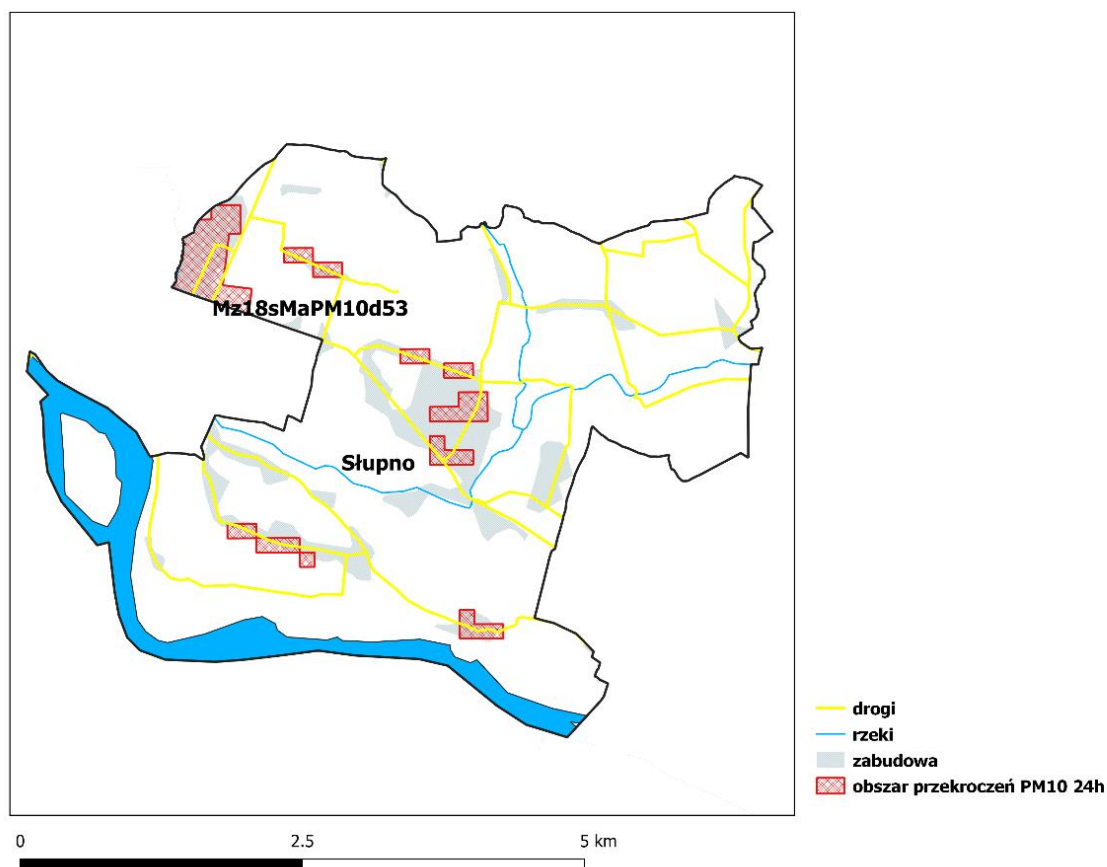 Mz18sMaPM10d53
Słupno
drogi
rzeki
zabudowa
obszar przekroczeń PM10 24h
0 2.5 5 km